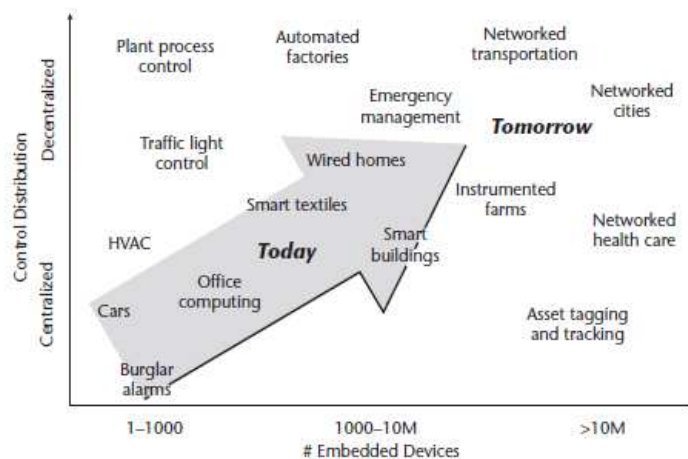 Plant process
control
Automated
factories
Networked
transportation
Emergency
management
Networked
cities
Tomorrow
Traffic light
control
Wired homes
Instrumented
farms
Smart textiles
Networked
health care
HVAC
Today
Smart
buildings
Office
computing
Cars
Asset tagging
and tracking
Burglar
alarms
Control Distribution
Decentralized
Centralized
1–1000
1000–10M
>10M
# Embedded Devices